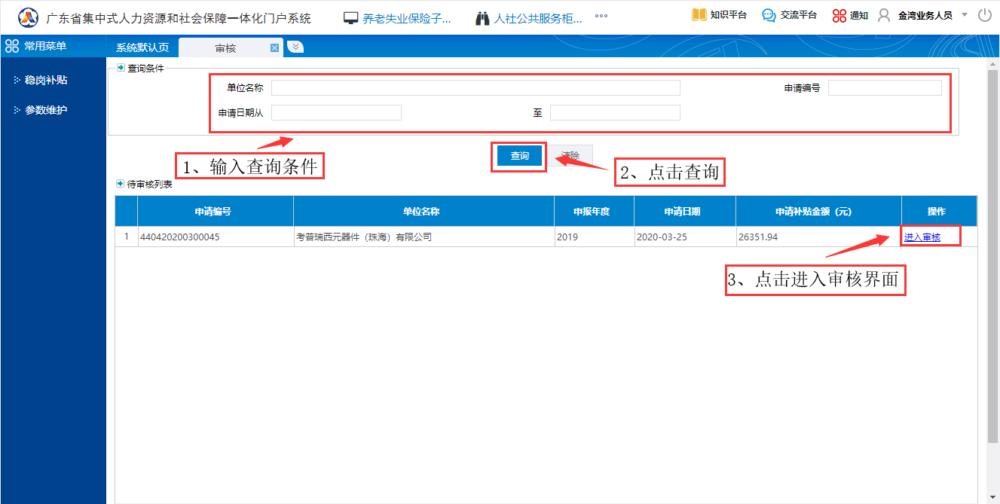 广东省集中式人力资源和社会保障一体化门户系统 养老失业保险子... 人社公共服务柜... 知识平台 交流平台 通知 金湾业务人员
常用菜单 系统默认页 审核
稳岗补贴
参数维护
查询条件
单位名称 申请编号
申请日期从 至
1、输入查询条件
查询 清除
2、点击查询
待审核列表
申请编号 单位名称 申报年度 申请日期 申请补贴金额（元） 操作
1 440420200300045 考普瑞西元器件（珠海）有限公司 2019 2020-03-25 26351.94 进入审核
3、点击进入审核界面